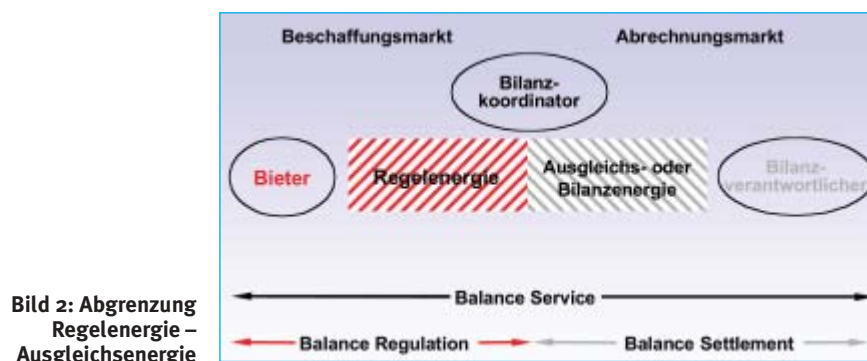 Beschaffungsmarkt Abrechnungsmarkt
Bilanz-
koordinator
Bieter
Regelenergie
Ausgleichs- oder
Bilanzenergie
Bilanz-
verantwortlicher
Balance Service
Balance Regulation Balance Settlement
Bild 2: Abgrenzung
Regelenergie –
Ausgleichsenergie